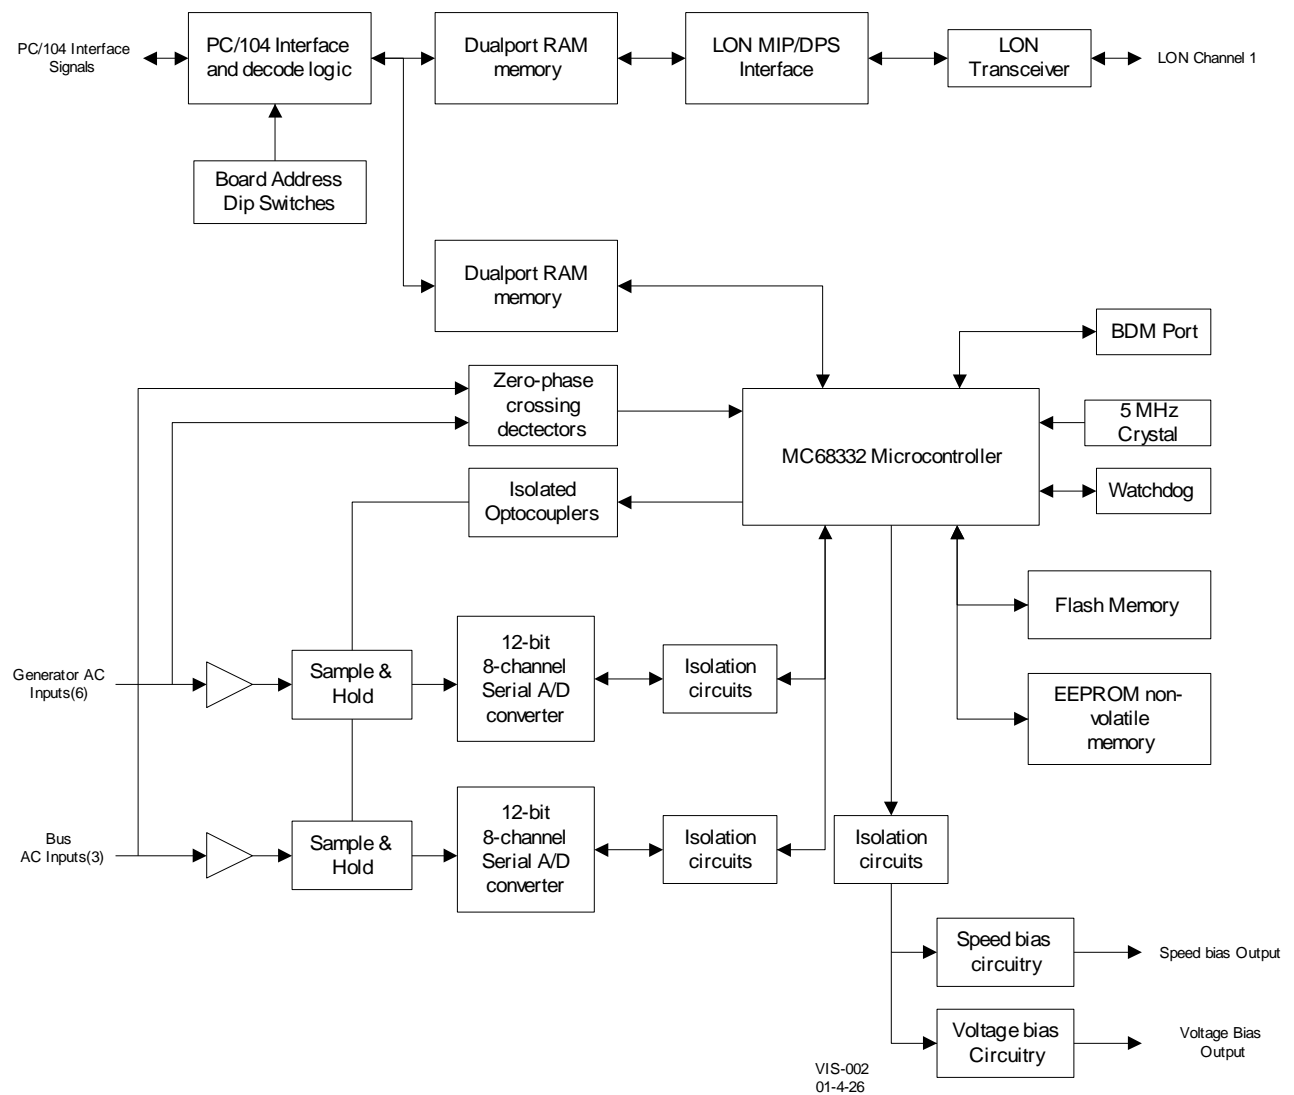 PC/104 Interface
Signals
PC/104 Interface
and decode logic
Dualport RAM
memory
LON MIP/DPS
Interface
LON
Transceiver
LON Channel 1
Board Address
Dip Switches
Dualport RAM
memory
BDM Port
Zero-phase
crossing
dectectors
5 MHz
Crystal
MC68332 Microcontroller
Isolated
Optocouplers
Watchdog
Flash Memory
Generator AC
Inputs(6)
Sample &
Hold
12-bit
8-channel
Serial A/D
converter
Isolation
circuits
EEPROM non-
volatile
memory
Bus
AC Inputs(3)
Sample &
Hold
12-bit
8-channel
Serial A/D
converter
Isolation
circuits
Isolation
circuits
Speed bias
circuitry
Speed bias Output
Voltage bias
Circuitry
Voltage Bias
Output
VIS-002
01-4-26